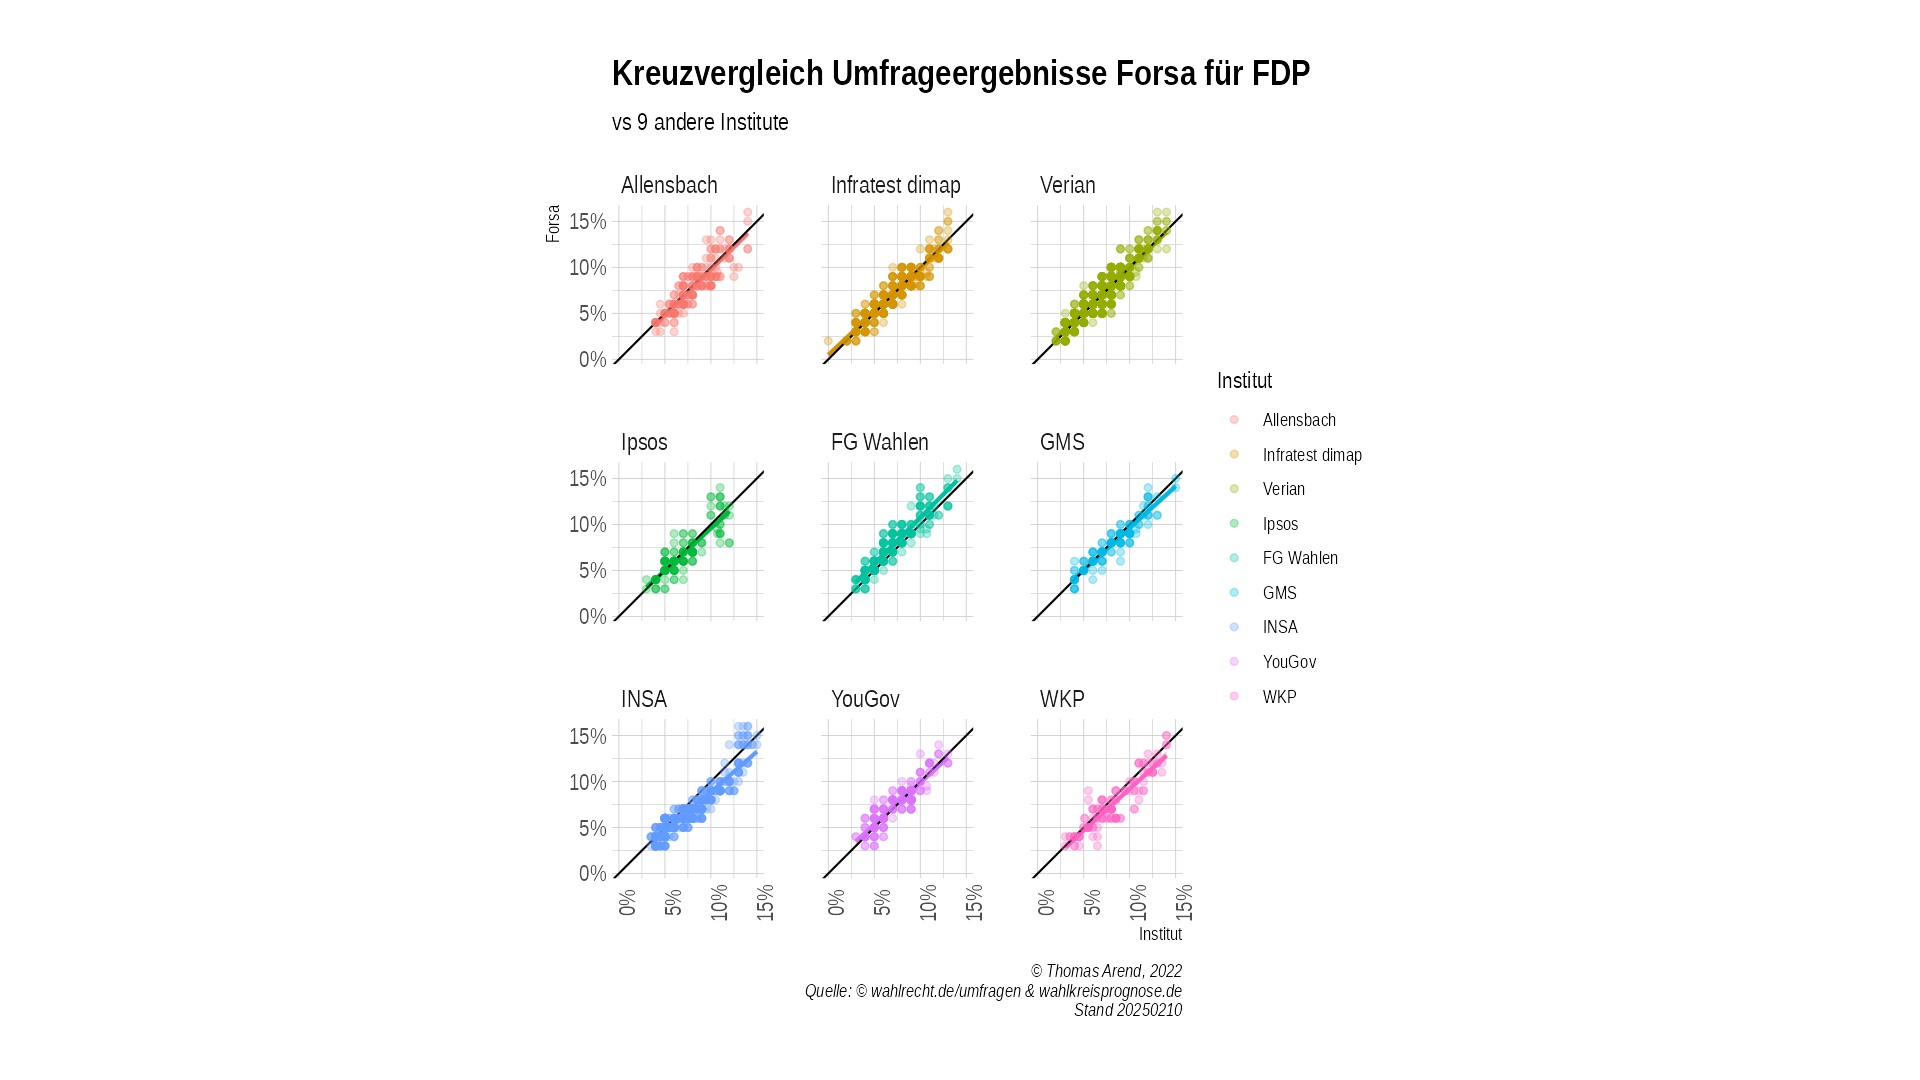 Kreuzvergleich Umfrageergebnisse Forsa für FDP
vs 9 andere Institute
Allensbach
Infratest dimap
Verian
Forsa
15%
10%
5%
0%
Ipsos
FG Wahlen
GMS
15%
10%
5%
0%
INSA
YouGov
WKP
15%
10%
5%
0%
0% 5% 10% 15%
0% 5% 10% 15%
0% 5% 10% 15%
Institut
Institut
Allensbach
Infratest dimap
Verian
Ipsos
FG Wahlen
GMS
INSA
YouGov
WKP
© Thomas Arend, 2022
Quelle: © wahlrecht.de/umfragen & wahlkreisprognose.de
Stand 20250210